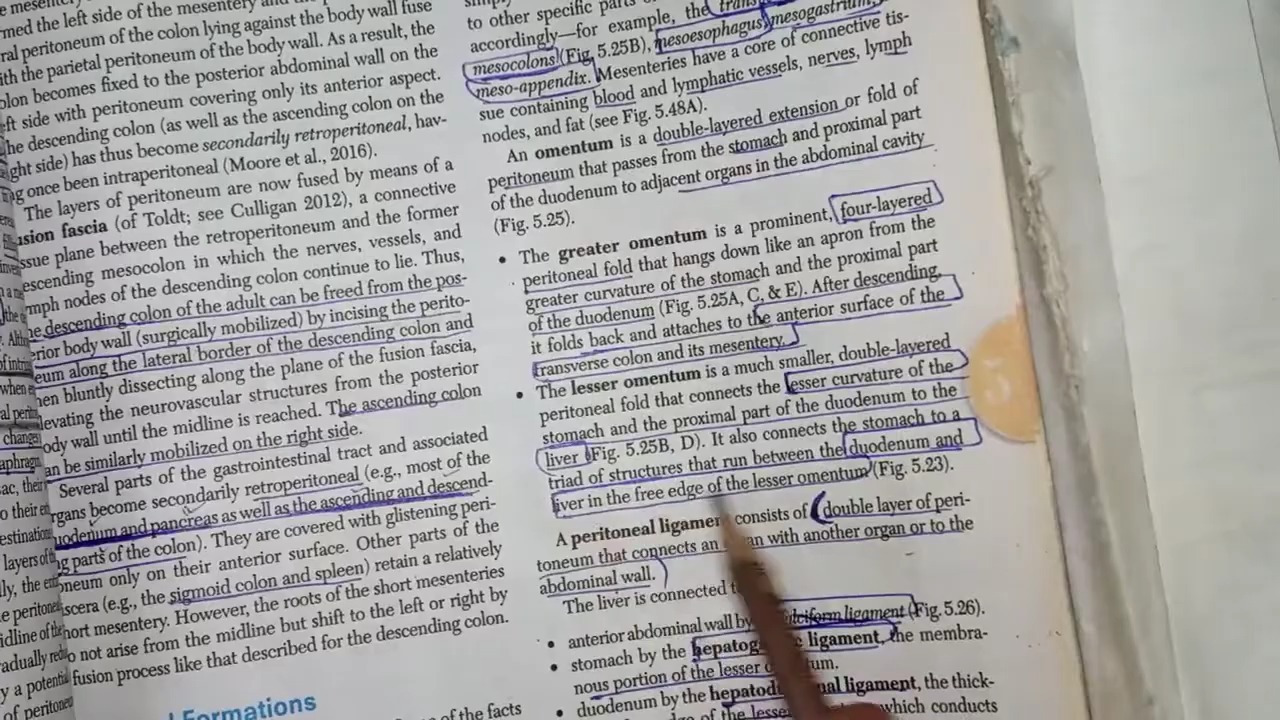 med the left side of the mesentery and the
ral peritoneum of the colon lying against the body wall fuse
ith the parietal peritoneum of the body wall. As a result, the
olon becomes fixed to the posterior abdominal wall on the
ft side with peritoneum covering only its anterior aspect.
he descending colon (as well as the ascending colon on the
ght side) has thus become secondarily retroperitoneal, hav-
ng once been intraperitoneal (Moore et al., 2016).
The layers of peritoneum are now fused by means of a
usion fascia (of Toldt; see Culligan 2012), a connective
ssue plane between the retroperitoneum and the former
escending mesocolon in which the nerves, vessels, and
mph nodes of the descending colon continue to lie. Thus,
he descending colon of the adult can be freed from the pos-
erior body wall (surgically mobilized) by incising the perito-
eum along the lateral border of the descending colon and
hen bluntly dissecting along the plane of the fusion fascia,
levating the neurovascular structures from the posterior
ody wall until the midline is reached. The ascending colon
an be similarly mobilized on the right side.
Several parts of the gastrointestinal tract and associated
rgans become secondarily retroperitoneal (e.g., most of the
uodenum and pancreas as well as the ascending and descend-
ng parts of the colon). They are covered with glistening peri-
oneum only on their anterior surface. Other parts of the
scera (e.g., the sigmoid colon and spleen) retain a relatively
hort mesentery. However, the roots of the short mesenteries
o not arise from the midline but shift to the left or right by
fusion process like that described for the descending colon.
Formations
of the facts
to other specific parts
accordingly—for example, the trans
mesocolons (Fig. 5.25B), mesoesophagus, mesogastrium,
meso-appendix. Mesenteries have a core of connective tis-
sue containing blood and lymphatic vessels, nerves, lymph
nodes, and fat (see Fig. 5.48A).
An omentum is a double-layered extension or fold of
peritoneum that passes from the stomach and proximal part
of the duodenum to adjacent organs in the abdominal cavity
(Fig. 5.25).
• The greater omentum is a prominent, four-layered
peritoneal fold that hangs down like an apron from the
greater curvature of the stomach and the proximal part
of the duodenum (Fig. 5.25A, C, & E). After descending,
it folds back and attaches to the anterior surface of the
transverse colon and its mesentery.
• The lesser omentum is a much smaller, double-layered
peritoneal fold that connects the lesser curvature of the
stomach and the proximal part of the duodenum to the
liver (Fig. 5.25B, D). It also connects the stomach to a
triad of structures that run between the duodenum and
liver in the free edge of the lesser omentum (Fig. 5.23).
A peritoneal ligament consists of double layer of peri-
toneum that connects an organ with another organ or to the
abdominal wall.
The liver is connected
• anterior abdominal wall by falciform ligament (Fig. 5.26).
• stomach by the hepatogastric ligament, the membra-
nous portion of the lesser omentum.
• duodenum by the hepatoduodenal ligament, the thick-
of the lesser which conducts
5